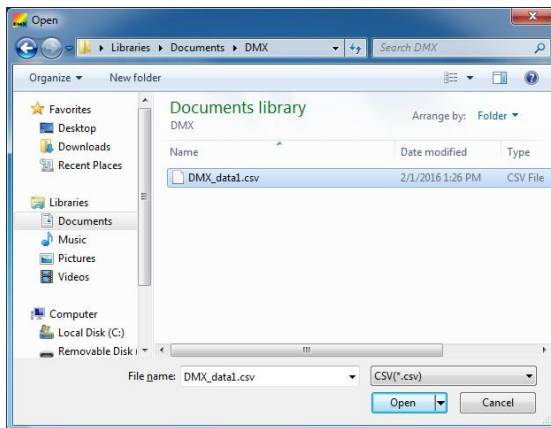 Open
Libraries Documents DMX
Search DMX
Organize New folder
Favorites
Desktop
Downloads
Recent Places
Libraries
Documents
Music
Pictures
Videos
Computer
Local Disk (C:)
Removable Disk
Documents library
DMX
Arrange by: Folder
Name Date modified Type
DMX_data1.csv 2/1/2016 1:26 PM CSV File
File name: DMX_data1.csv CSV(*.csv)
Open Cancel